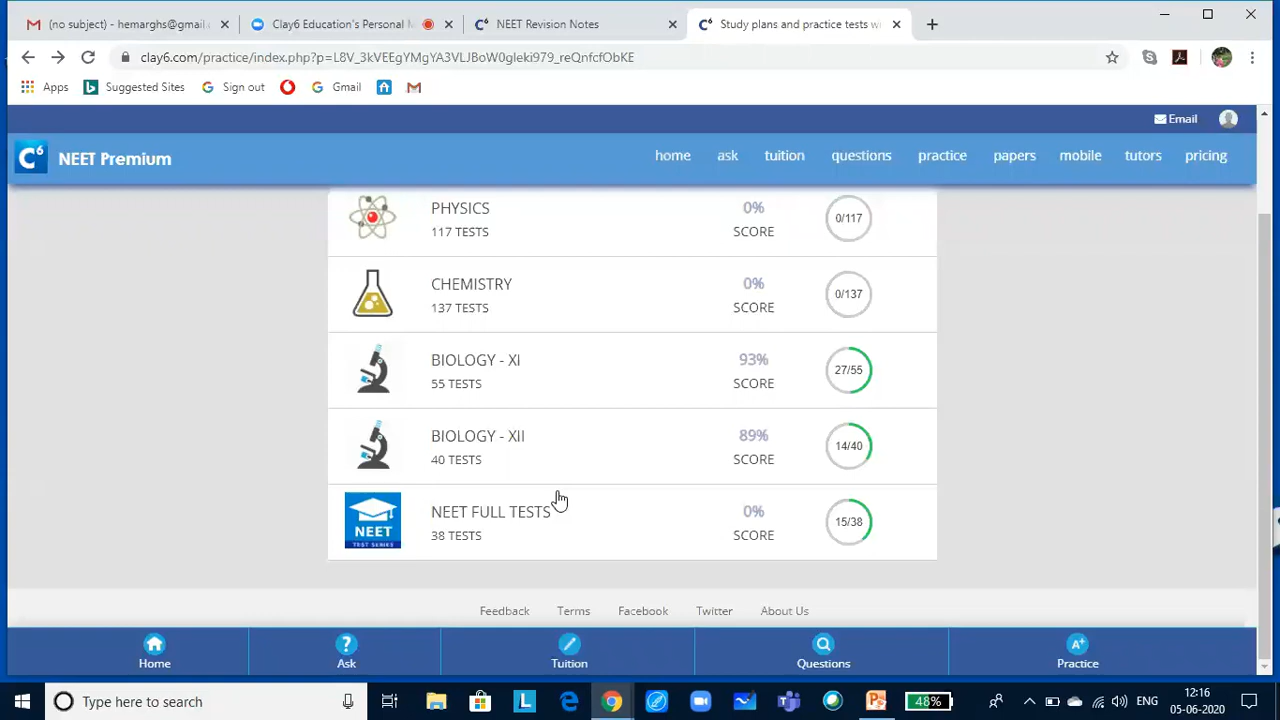 (no subject) - hemarghs@gmail
Clay6 Education's Personal M
NEET Revision Notes
Study plans and practice tests w
clay6.com/practice/index.php?p=L8V_3kVEEgYMgYA3VLJBoW0gleki979_reQnfcfObKE
Apps
Suggested Sites
Sign out
Gmail
Email
C6
NEET Premium
home
ask
tuition
questions
practice
papers
mobile
tutors
pricing
PHYSICS
117 TESTS
0%
SCORE
0/117
CHEMISTRY
137 TESTS
0%
SCORE
0/137
BIOLOGY - XI
55 TESTS
93%
SCORE
27/55
BIOLOGY - XII
40 TESTS
89%
SCORE
14/40
NEET
TEST SERIES
NEET FULL TESTS
38 TESTS
0%
SCORE
15/38
Feedback
Terms
Facebook
Twitter
About Us
Home
Ask
Tuition
Questions
A+
Practice
Type here to search
48%
ENG
12:16
05-06-2020